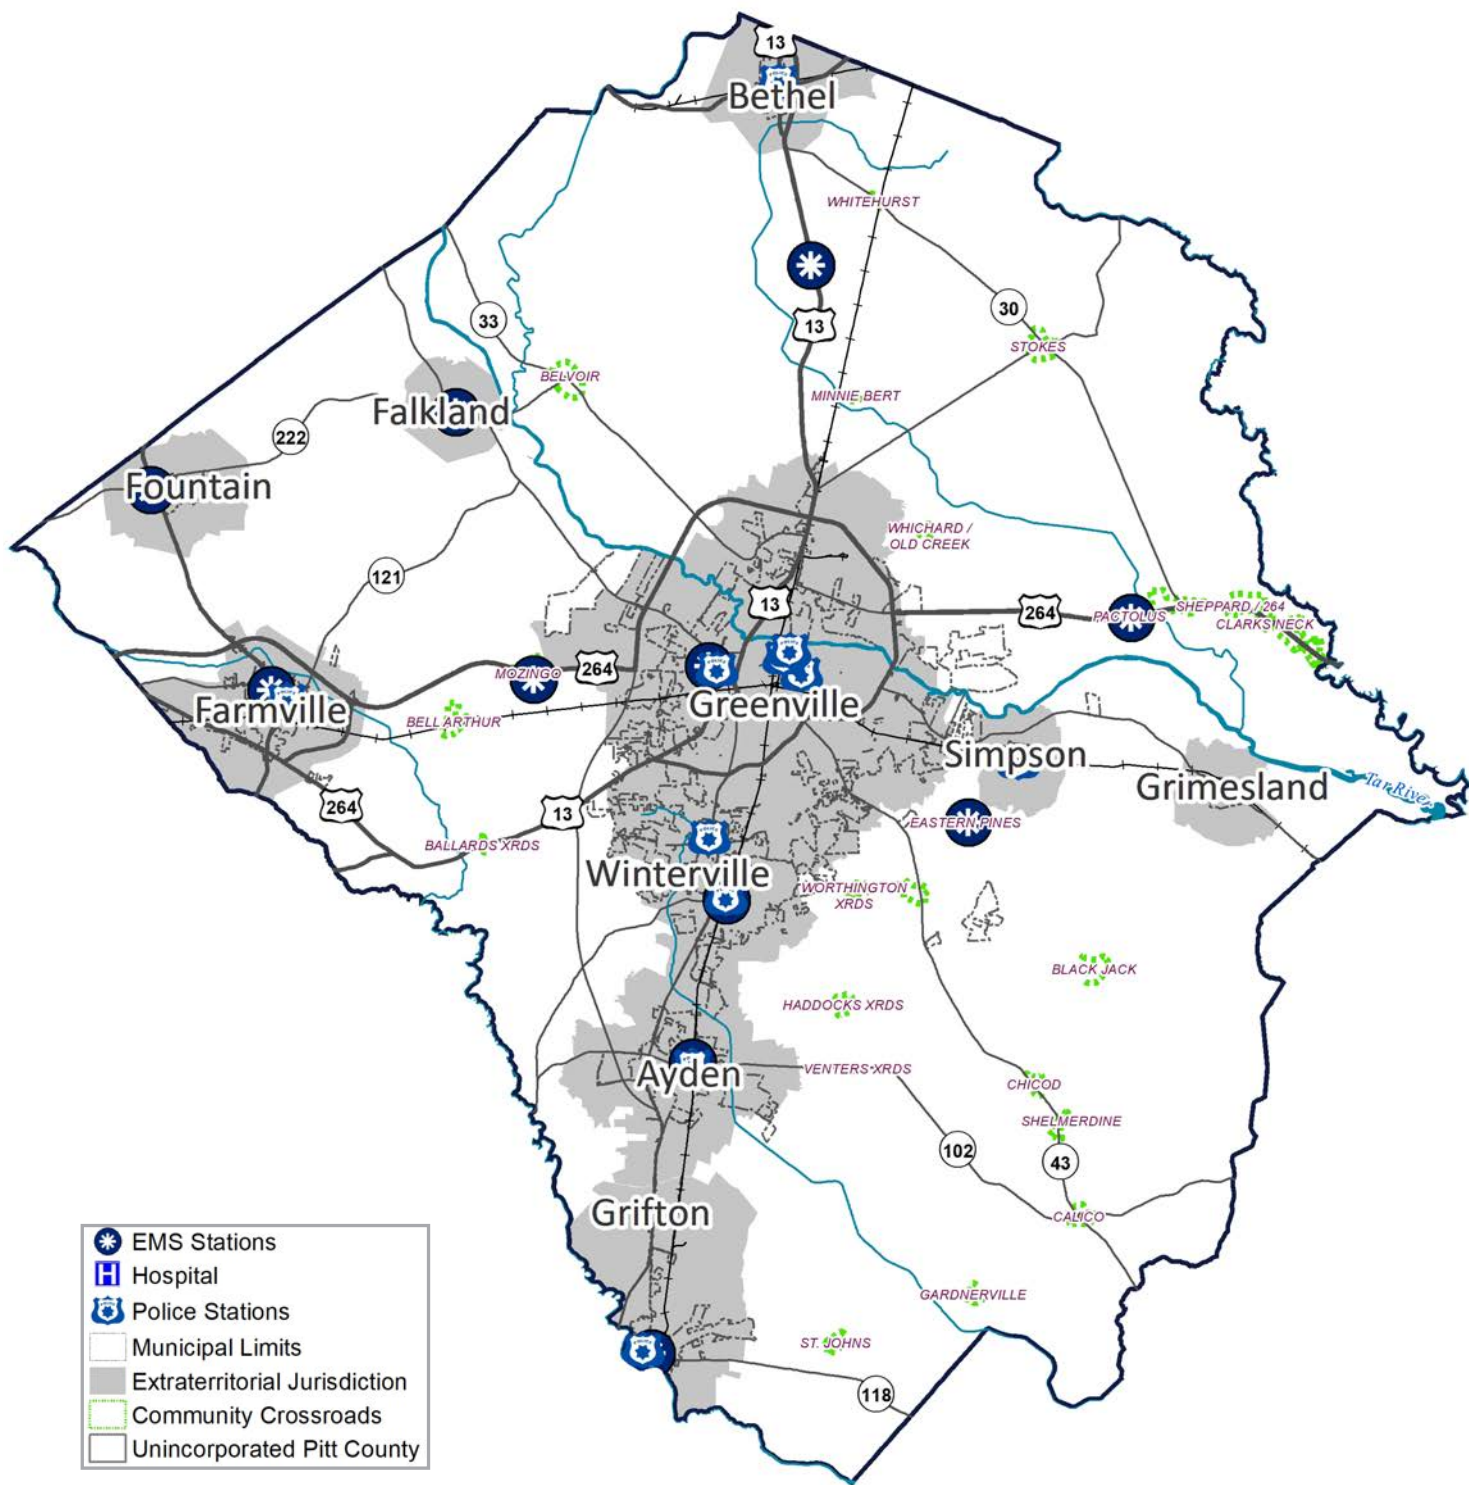 13
Bethel
WHITEHURST
30
13
33
STOKES
BELVOIR
MINNIE BERT
Falkland
222
Fountain
WHICHARD /
OLD CREEK
121
13
264
PACTOLUS
SHEPPARD / 264
CLARKS NECK
MOZINGO
264
Farmville
BELL ARTHUR
Greenville
Simpson
Grimesland
Tar River
264
13
EASTERN PINES
BALLARDS XRDS
Winterville
WORTHINGTON
XRDS
BLACK JACK
HADDOCKS XRDS
Ayden
VENTERS XRDS
CHICOD
SHELMERDINE
102
43
Grifton
CALICO
GARDNERVILLE
ST. JOHNS
118
EMS Stations
H Hospital
Police Stations
Municipal Limits
Extraterritorial Jurisdiction
Community Crossroads
Unincorporated Pitt County